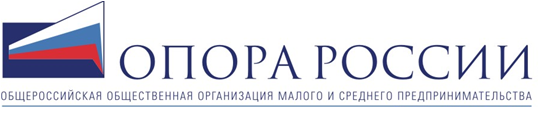 ОПОРА РОССИИ
ОБЩЕРОССИЙСКАЯ ОБЩЕСТВЕННАЯ ОРГАНИЗАЦИЯ МАЛОГО И СРЕДНЕГО ПРЕДПРИНИМАТЕЛЬСТВА